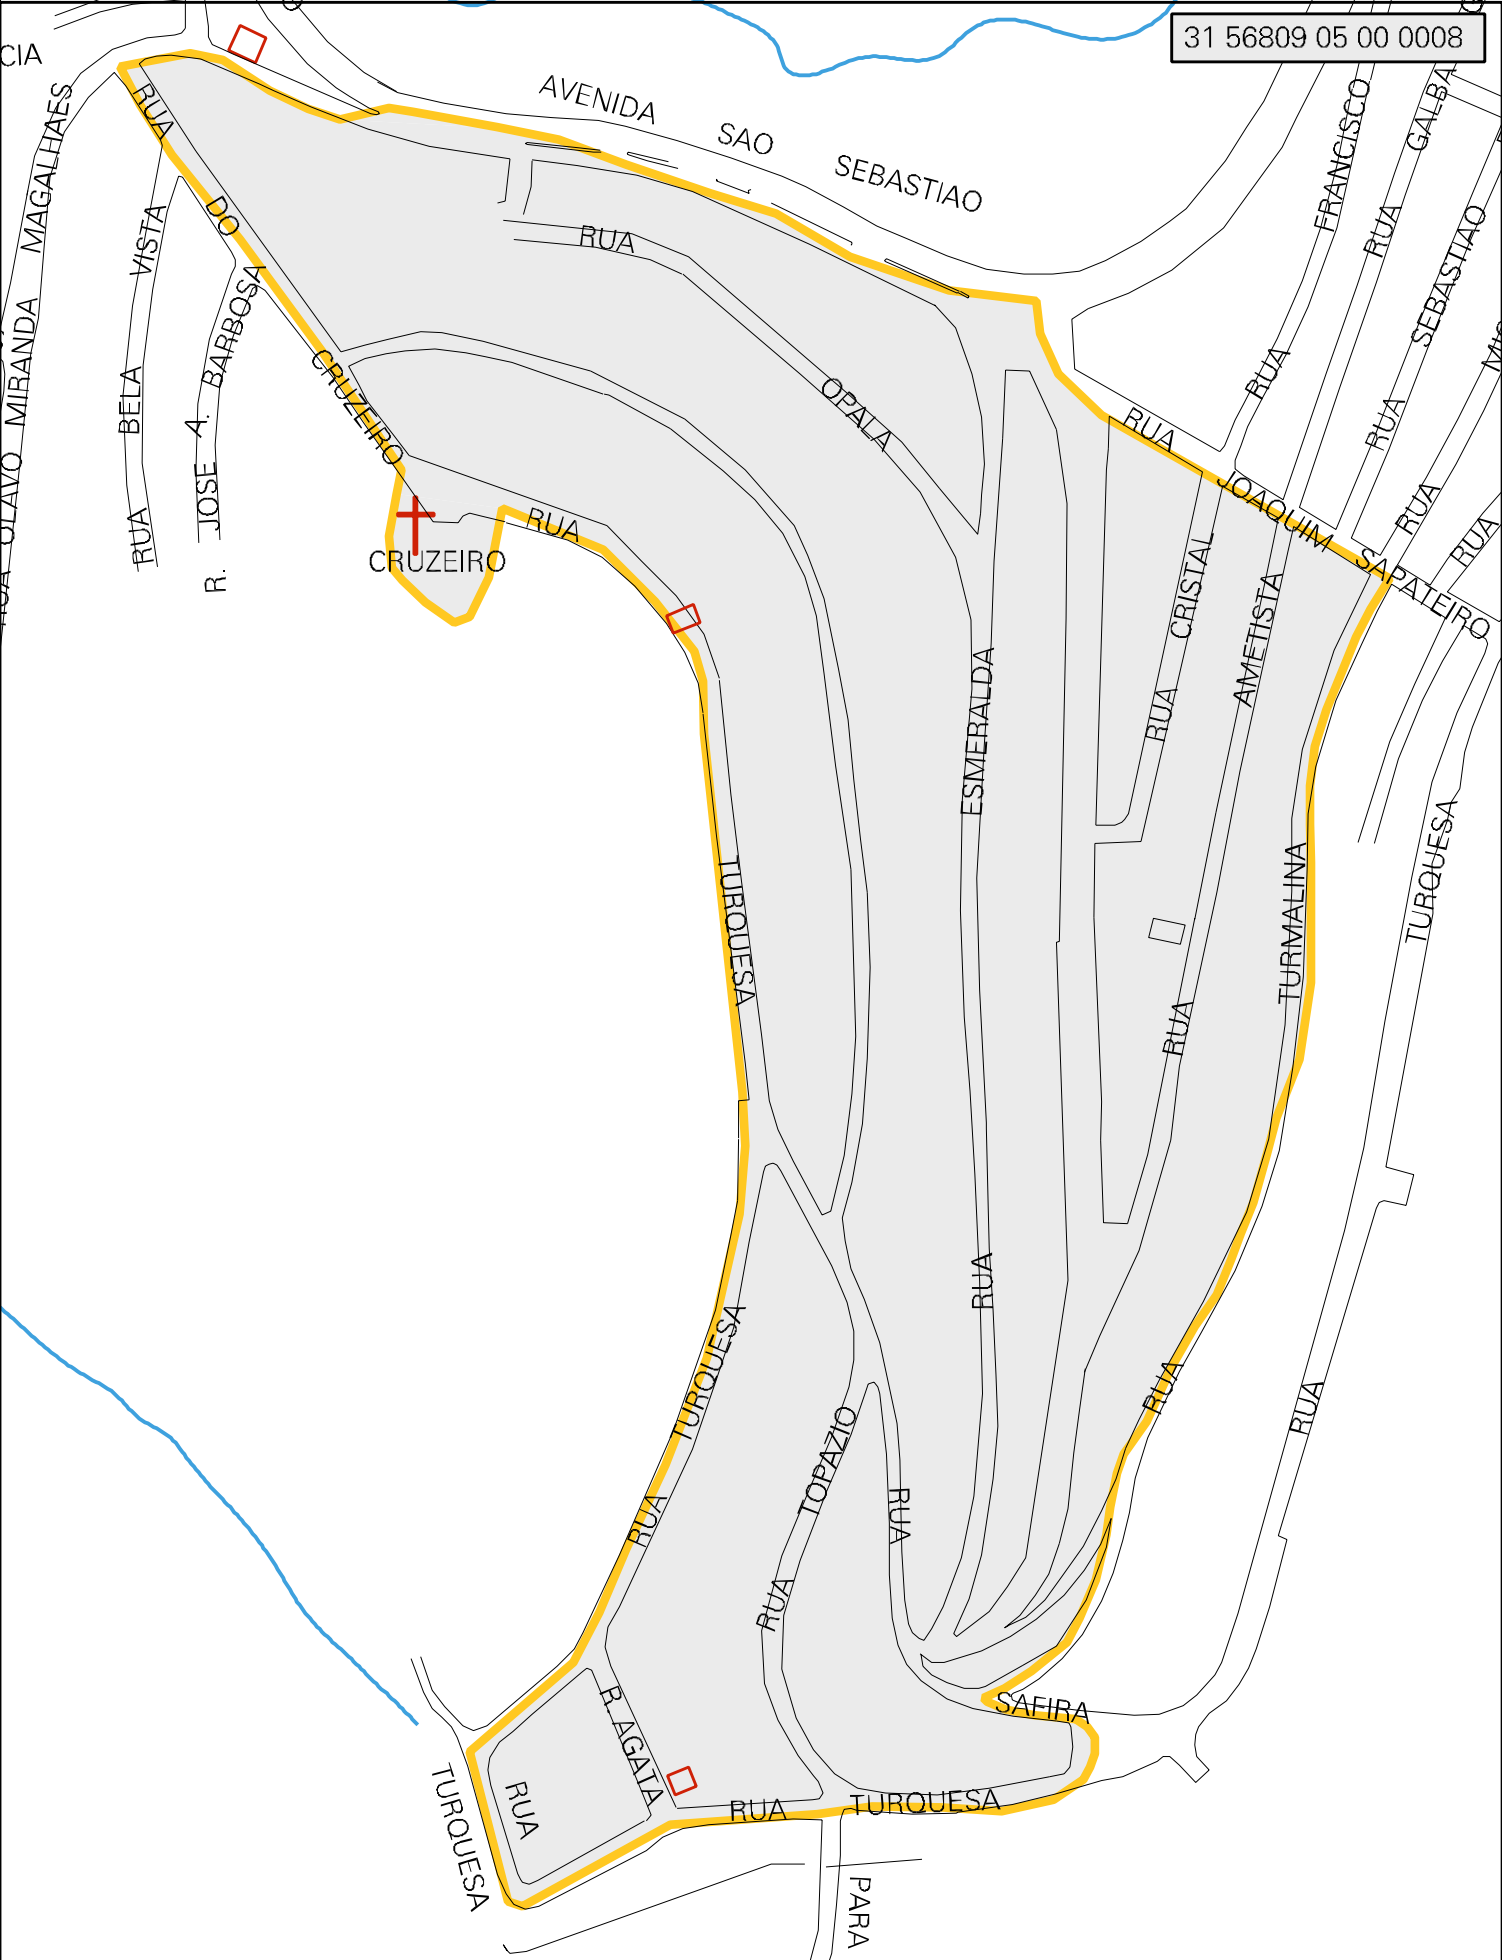 31 56809 05 00 0008
CIA
AVENIDA SAO SEBASTIAO
MAGALHAES
MIRANDA
OLAVO
RUA
RUA DO CRUZEIRO
CRUZEIRO
RUA BELA VISTA
R. JOSE A. BARBOSA
RUA OPALA
RUA FRANCISCO
RUA GALBA
RUA SEBASTIAO
RUA
RUA
RUA JOAQUIM SAPATEIRO
RUA CRISTAL
RUA AMETISTA
RUA ESMERALDA
RUA TURMALINA
RUA TURQUESA
RUA TURQUESA
RUA TURQUESA
RUA TOPAZIO
RUA SAFIRA
R. AGATA
RUA TURQUESA
RUA TURQUESA
PARA